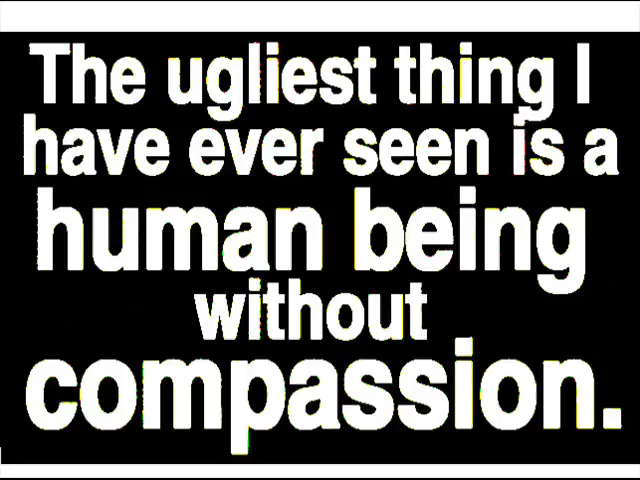 The ugliest thing I
have ever seen is a
human being
without
compassion.